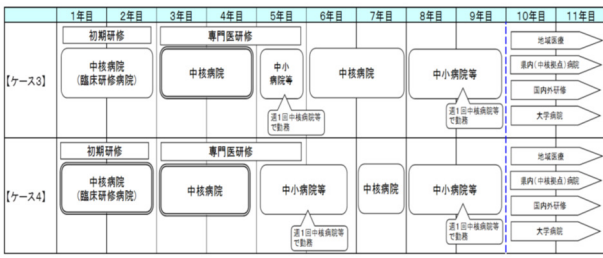 1年目 2年目 3年目 4年目 5年目 6年目 7年目 8年目 9年目 10年目 11年目
【ケース3】
初期研修 専門医研修
中核病院
(臨床研修病院)
中核病院
中小
病院等
中核病院
中小病院等
週1回中核病院等
で勤務
週1回中核病院等
で勤務
地域医療
県内(中核拠点)病院
国内外研修
大学病院
【ケース4】
初期研修 専門医研修
中核病院
(臨床研修病院)
中核病院
中小病院等
中核病院
中小病院等
週1回中核病院等
で勤務
週1回中核病院等
で勤務
地域医療
県内(中核拠点)病院
国内外研修
大学病院